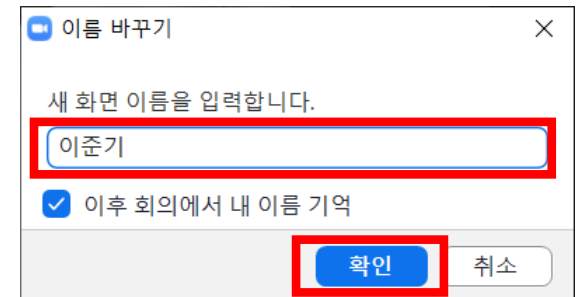 이름 바꾸기
새 화면 이름을 입력합니다.
이준기
이후 회의에서 내 이름 기억
확인 취소